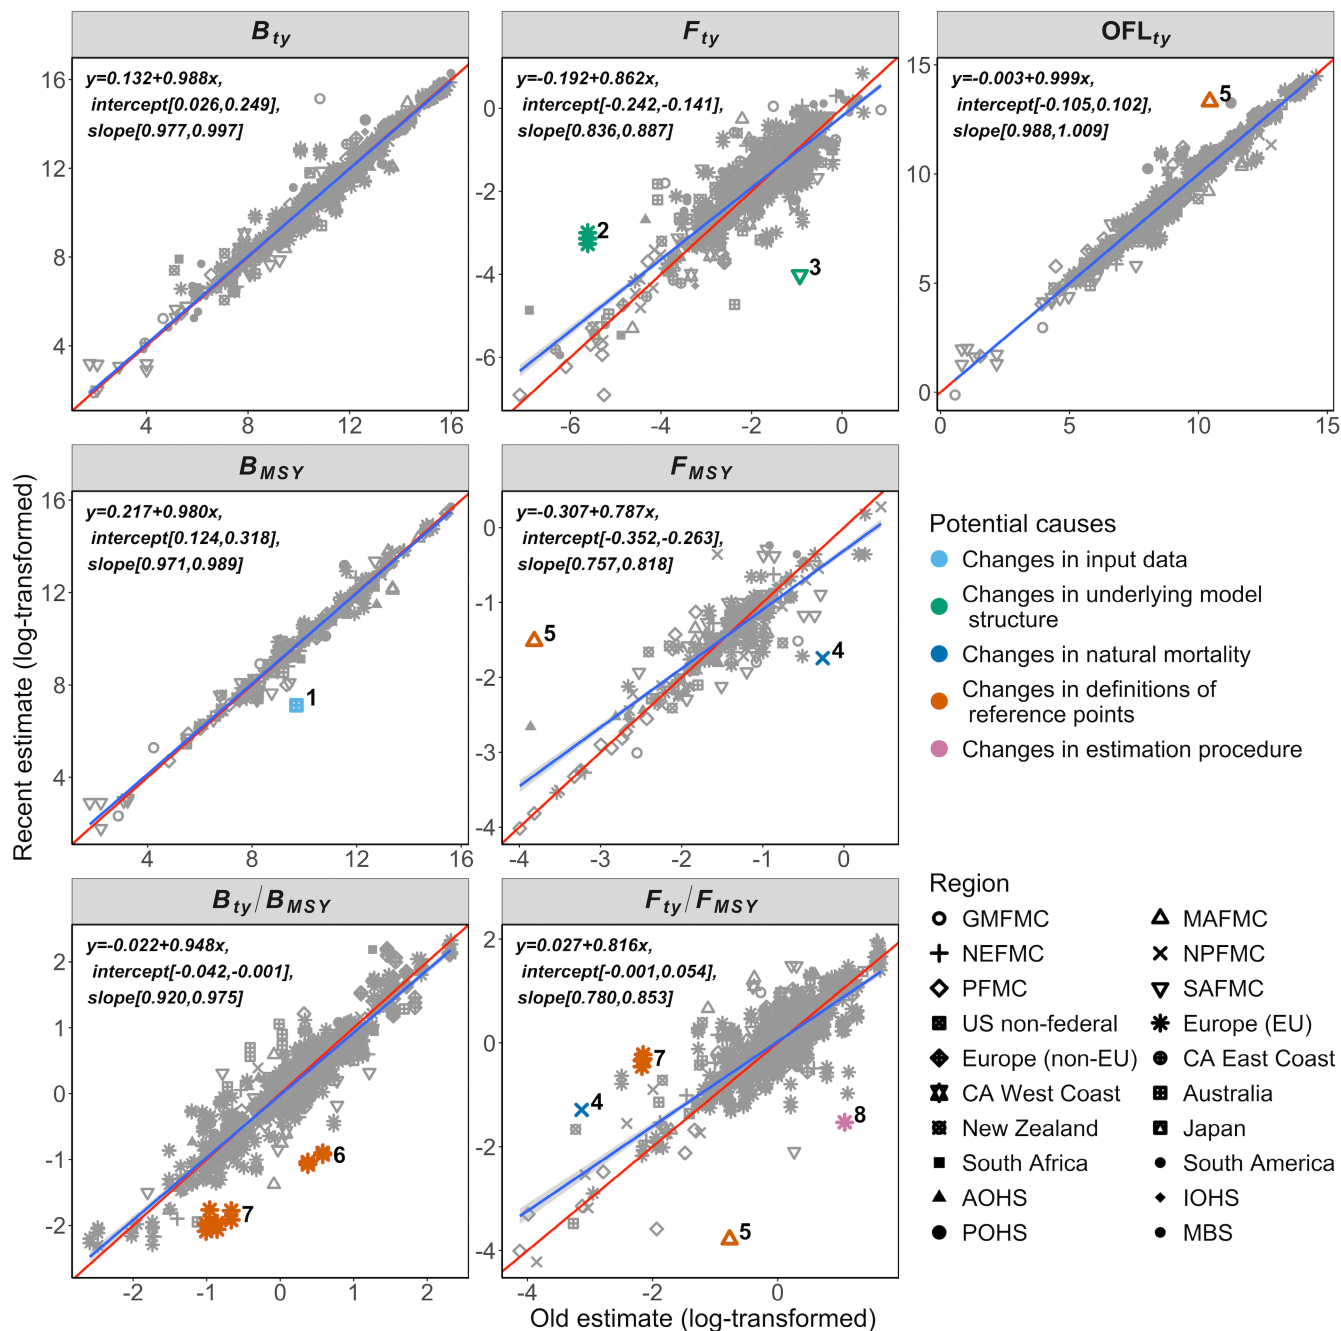 B_ty
F_ty
OFL_ty
y=0.132+0.988x,
intercept[0.026,0.249],
slope[0.977,0.997]
16
12
8
4
4
8
12
16
y=-0.192+0.862x,
intercept[-0.242,-0.141],
slope[0.836,0.887]
2
3
0
-2
-4
-6
-6
-4
-2
0
y=-0.003+0.999x,
intercept[-0.105,0.102],
slope[0.988,1.009]
5
15
10
5
0
0
5
10
15
B_MSY
F_MSY
y=0.217+0.980x,
intercept[0.124,0.318],
slope[0.971,0.989]
1
16
12
8
4
4
8
12
16
y=-0.307+0.787x,
intercept[-0.352,-0.263],
slope[0.757,0.818]
5
4
0
-1
-2
-3
-4
-4
-3
-2
-1
0
Potential causes
Changes in input data
Changes in underlying model
structure
Changes in natural mortality
Changes in definitions of
reference points
Changes in estimation procedure
B_ty/B_MSY
F_ty/F_MSY
y=-0.022+0.948x,
intercept[-0.042,-0.001],
slope[0.920,0.975]
6
7
2
1
0
-1
-2
-2
-1
0
1
2
y=0.027+0.816x,
intercept[-0.001,0.054],
slope[0.780,0.853]
7
4
8
5
2
0
-2
-4
-4
-2
0
Region
GMFMC
MAFMC
NEFMC
NPFMC
PFMC
SAFMC
US non-federal
Europe (EU)
Europe (non-EU)
CA East Coast
CA West Coast
Australia
New Zealand
Japan
South Africa
South America
AOHS
IOHS
POHS
MBS
Recent estimate (log-transformed)
Old estimate (log-transformed)